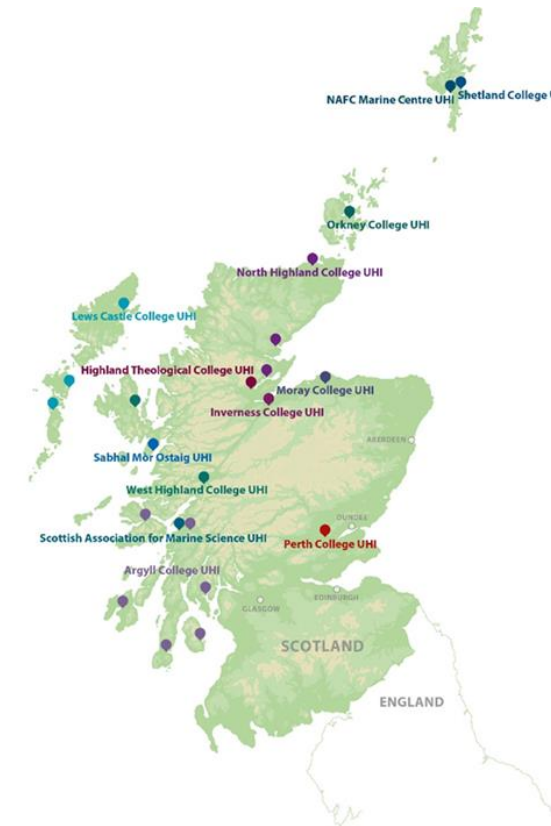 NAFC Marine Centre UHI
Shetland College U
Orkney College UHI
North Highland College UHI
Lews Castle College UHI
Highland Theological College UHI
Moray College UHI
Inverness College UHI
ABERDEEN
Sabhal Mòr Ostaig UHI
West Highland College UHI
DUNDEE
Scottish Association for Marine Science UHI
Perth College UHI
Argyll College UHI
GLASGOW
EDINBURGH
SCOTLAND
ENGLAND